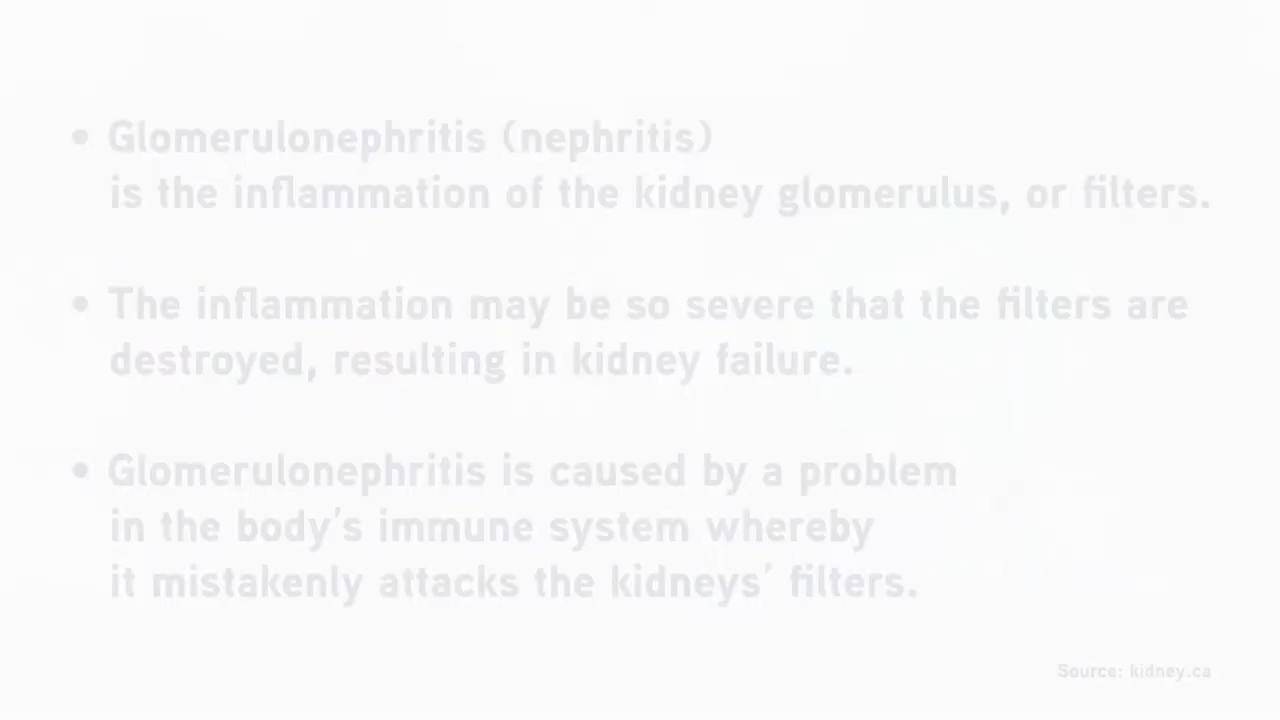 • Glomerulonephritis (nephritis)
is the inflammation of the kidney glomerulus, or filters.
• The inflammation may be so severe that the filters are
destroyed, resulting in kidney failure.
• Glomerulonephritis is caused by a problem
in the body's immune system whereby
it mistakenly attacks the kidneys' filters.
Source: kidney.ca